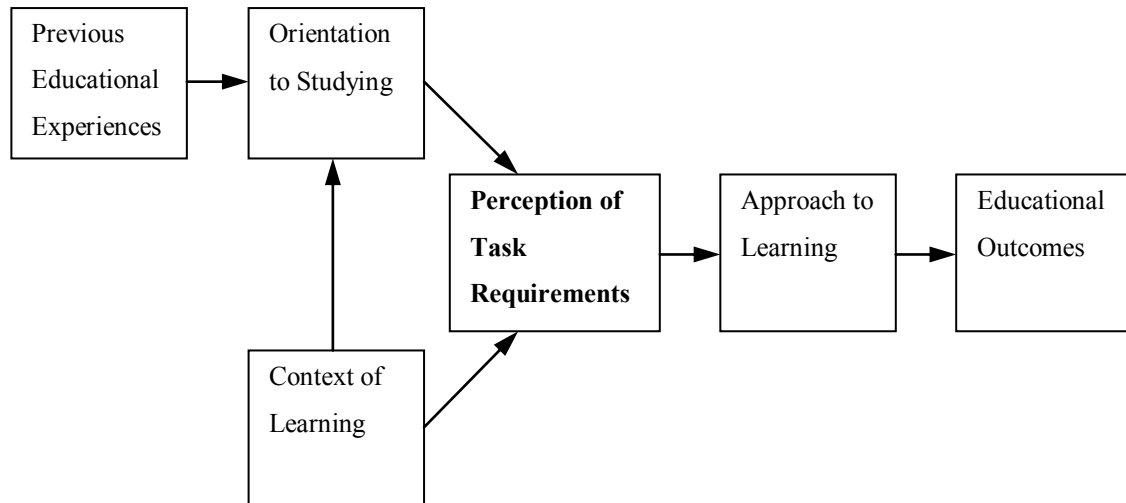 Previous
Educational
Experiences
Orientation
to Studying
Perception of
Task
Requirements
Approach to
Learning
Educational
Outcomes
Context of
Learning